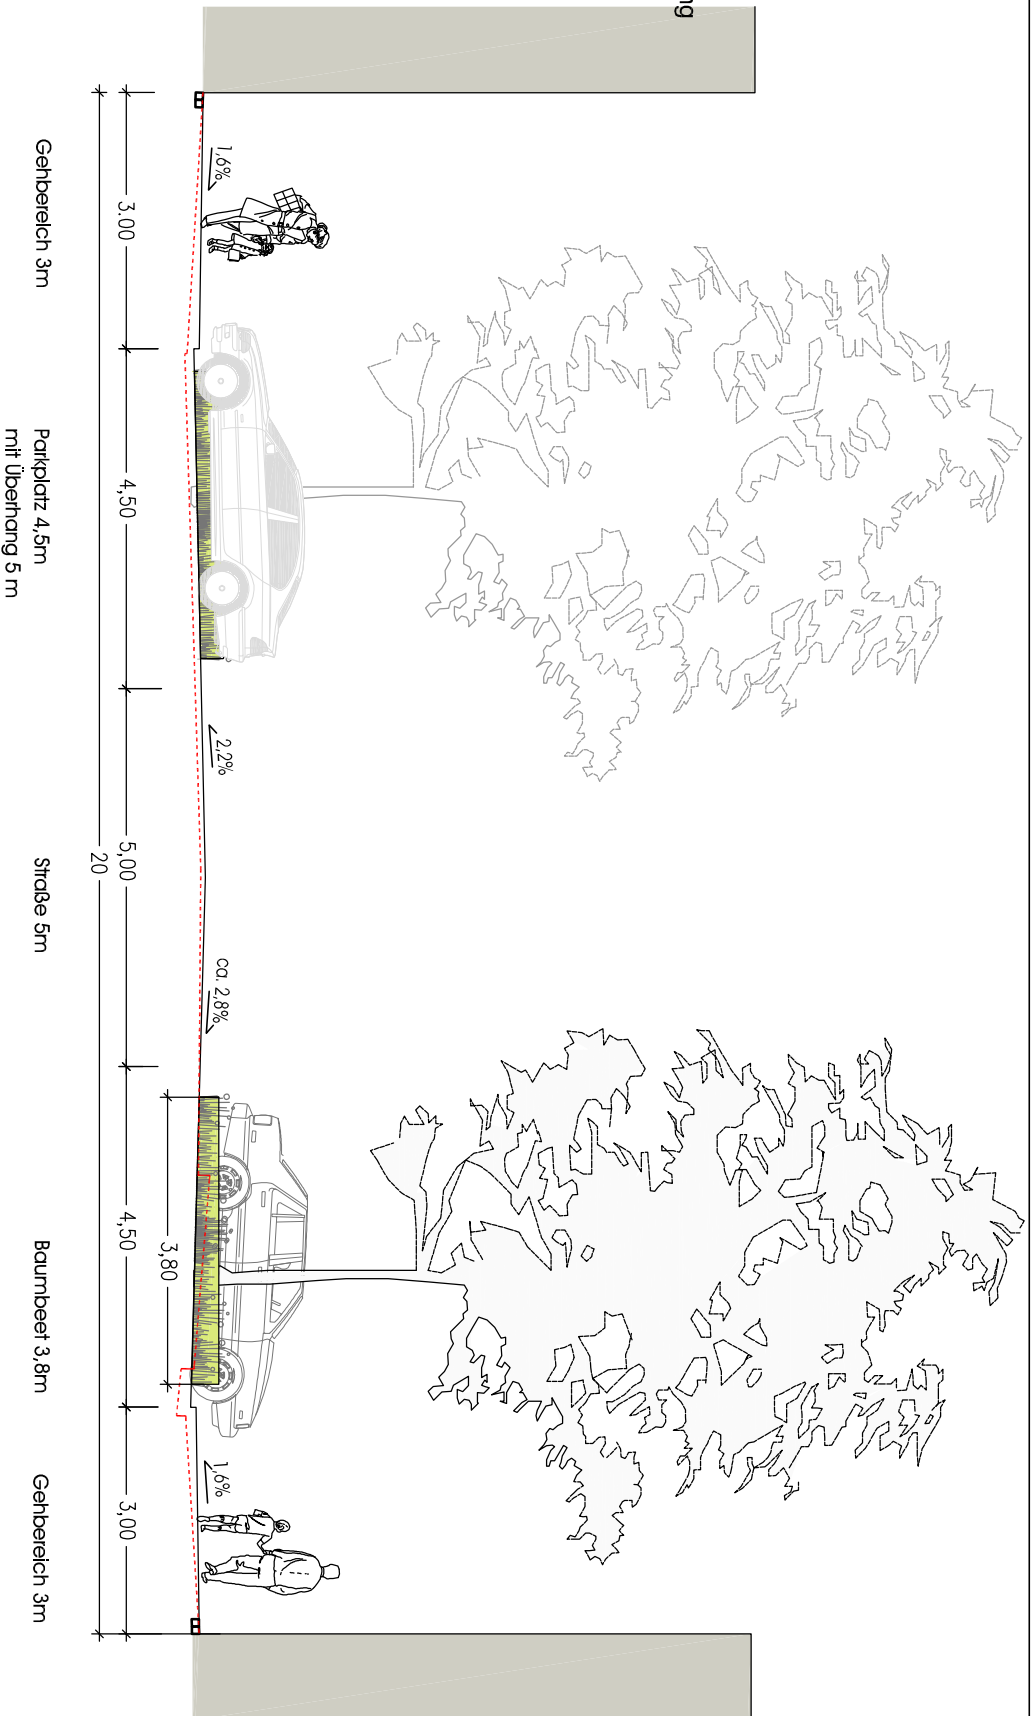 ng
1,6%
2,2%
ca. 2,8%
1,6%
3,80
3.00
4,50
5,00
4,50
3,00
20
Gehbereich 3m
Parkplatz 4,5m
mit Überhang 5 m
Straße 5m
Baumbeet 3,8m
Gehbereich 3m